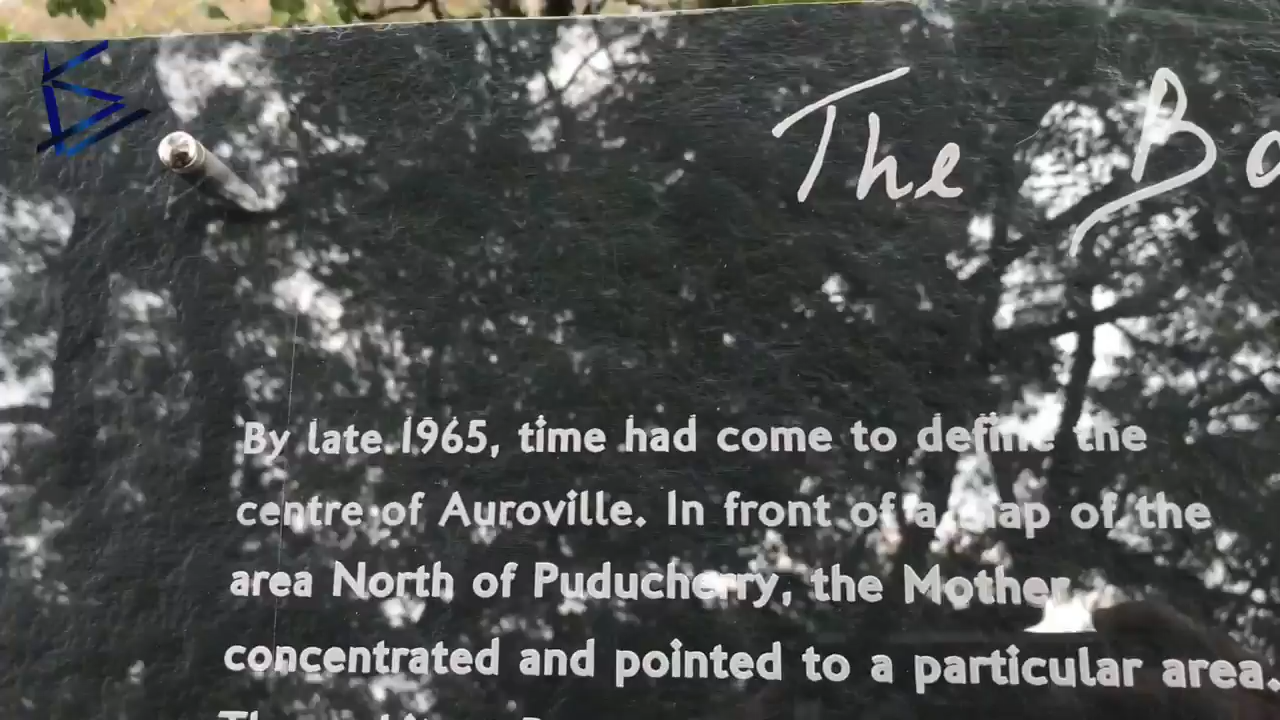 The
By late 1965, time had come to define the
centre of Auroville. In front of a map of the
area North of Puducherry, the Mother
concentrated and pointed to a particular area.